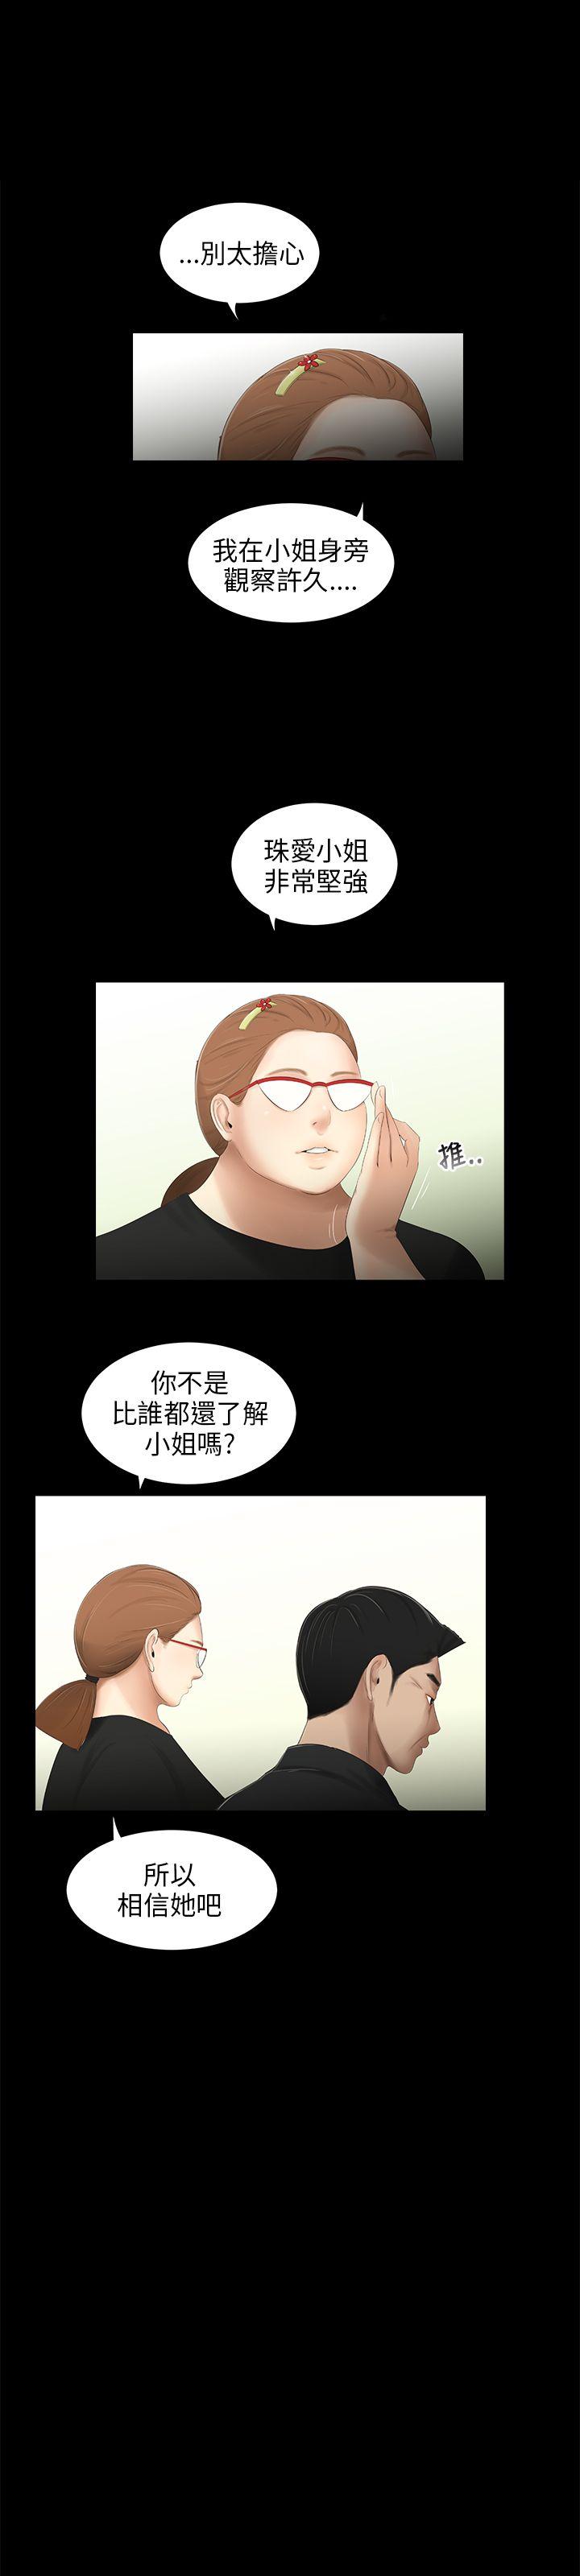 ...別太擔心
我在小姐身旁
觀察許久....
珠愛小姐
非常堅強
推..
你不是
比誰都還了解
小姐嗎?
所以
相信她吧